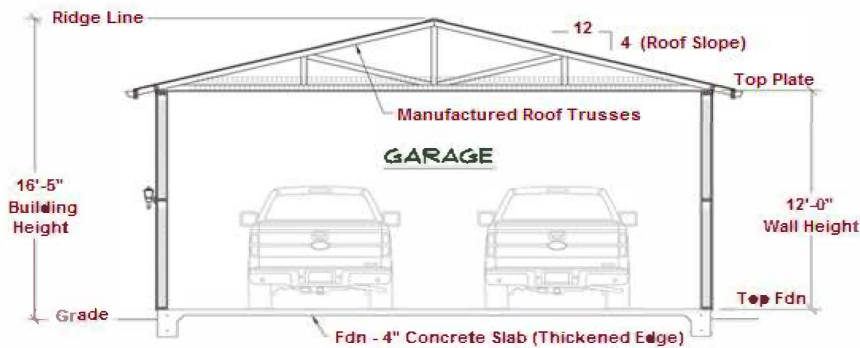 Ridge Line
12
4 (Roof Slope)
Top Plate
Manufactured Roof Trusses
GARAGE
16'-5"
Building
Height
12'-0"
Wall Height
Top Fdn
Grade
Fdn - 4" Concrete Slab (Thickened Edge)